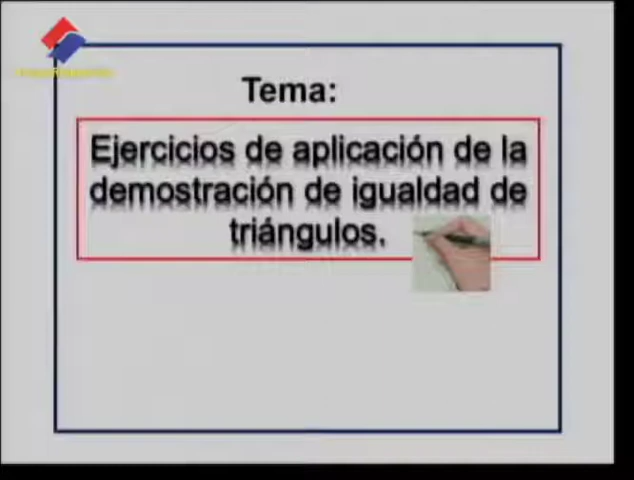 Tema:
Ejercicios de aplicación de la
demostración de igualdad de
triángulos.